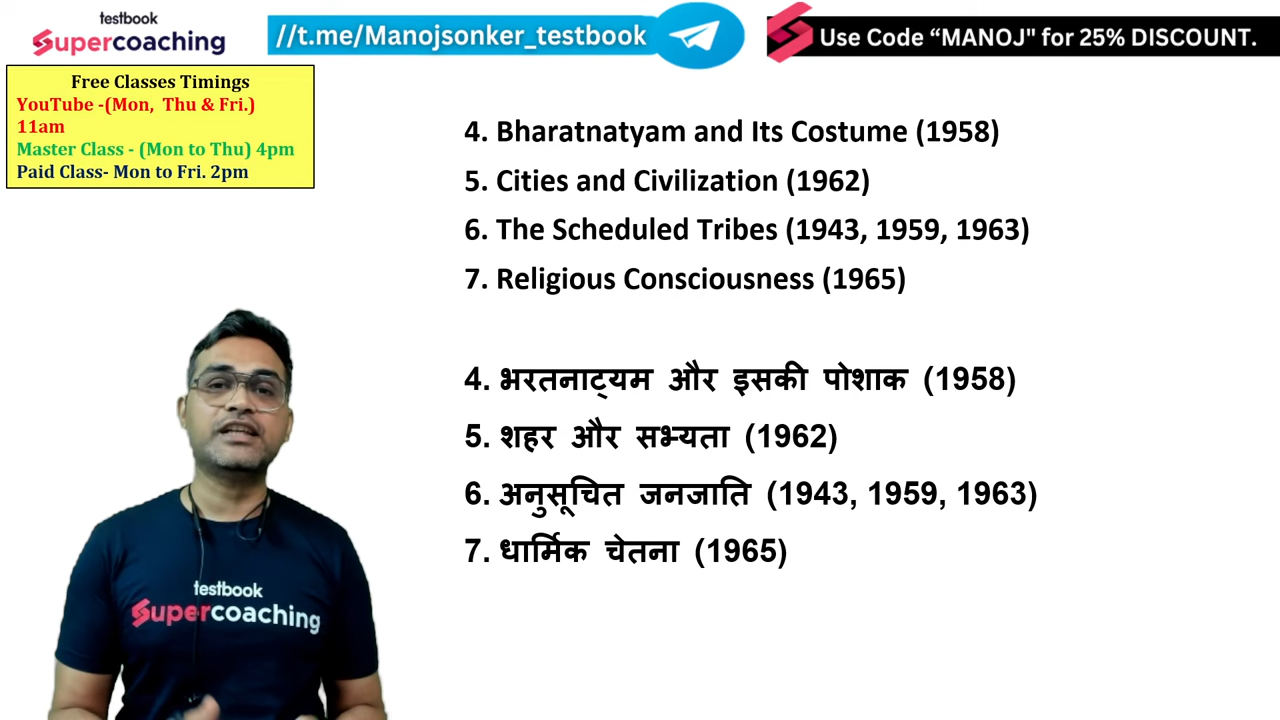 testbook
Supercoaching
//t.me/Manojsonker_testbook
Use Code “MANOJ" for 25% DISCOUNT.
Free Classes Timings
YouTube -(Mon, Thu & Fri.)
11am
Master Class - (Mon to Thu) 4pm
Paid Class- Mon to Fri. 2pm
4. Bharatnatyam and Its Costume (1958)
5. Cities and Civilization (1962)
6. The Scheduled Tribes (1943, 1959, 1963)
7. Religious Consciousness (1965)
4. भरतनाट्यम और इसकी पोशाक (1958)
5. शहर और सभ्यता (1962)
6. अनुसूचित जनजाति (1943, 1959, 1963)
7. धार्मिक चेतना (1965)
testbook
Supercoaching